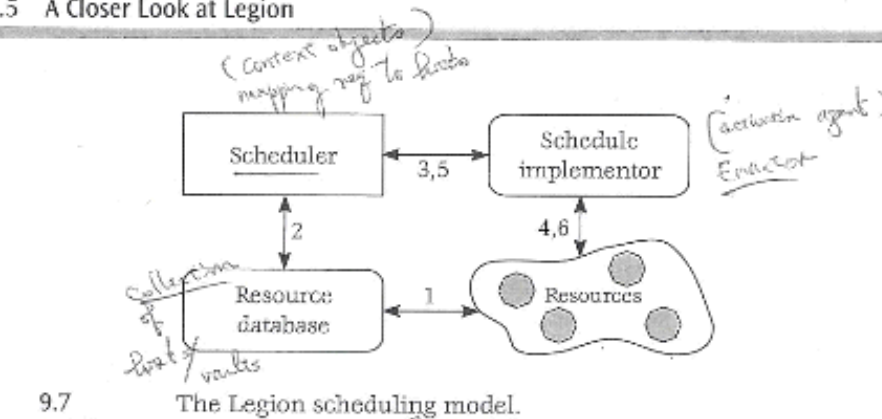 .5 A Closer Look at Legion
(context objects)
mapping req to hosts
Scheduler
3,5
Schedule
implementor
(activation agent)
Enactor
2
4,6
Collection
of
hosts/
vaults
Resource
database
1
Resources
9.7 The Legion scheduling model.